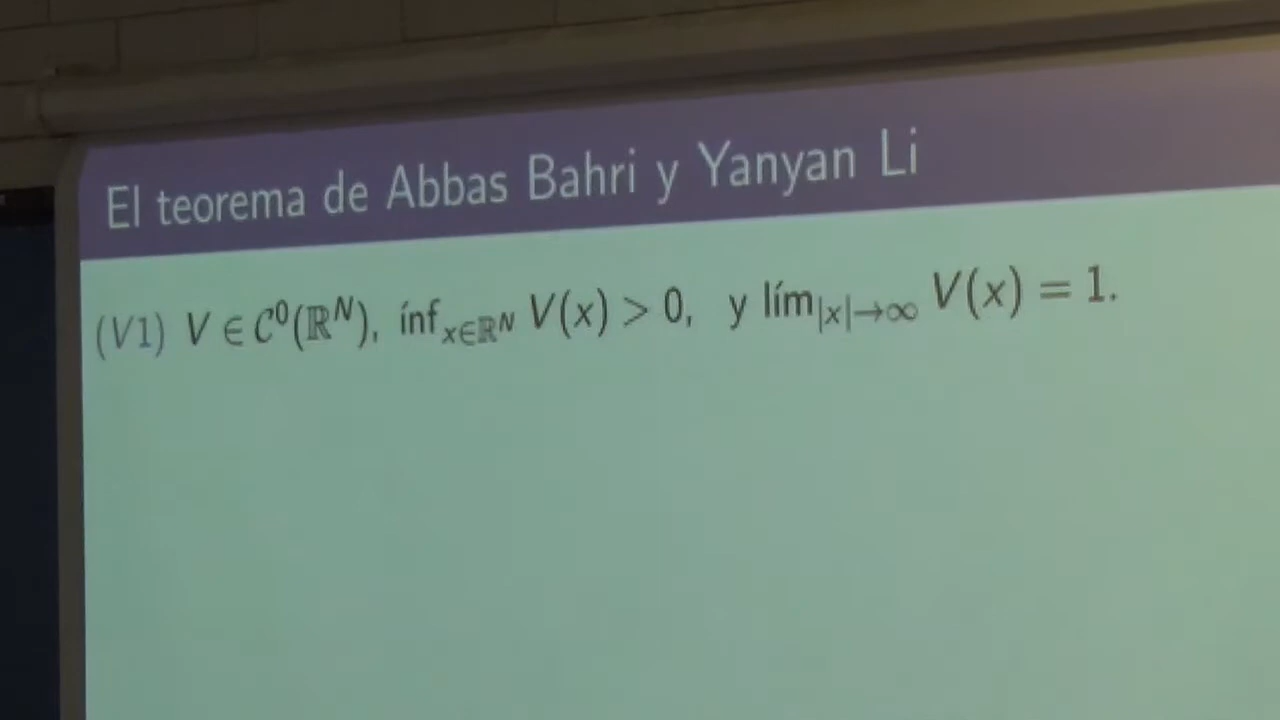 El teorema de Abbas Bahri y Yanyan Li
(V1) V ∈ 𝒞⁰(ℝᴺ), ínf_{x∈ℝᴺ} V(x) > 0, y lím_{|x|→∞} V(x) = 1.